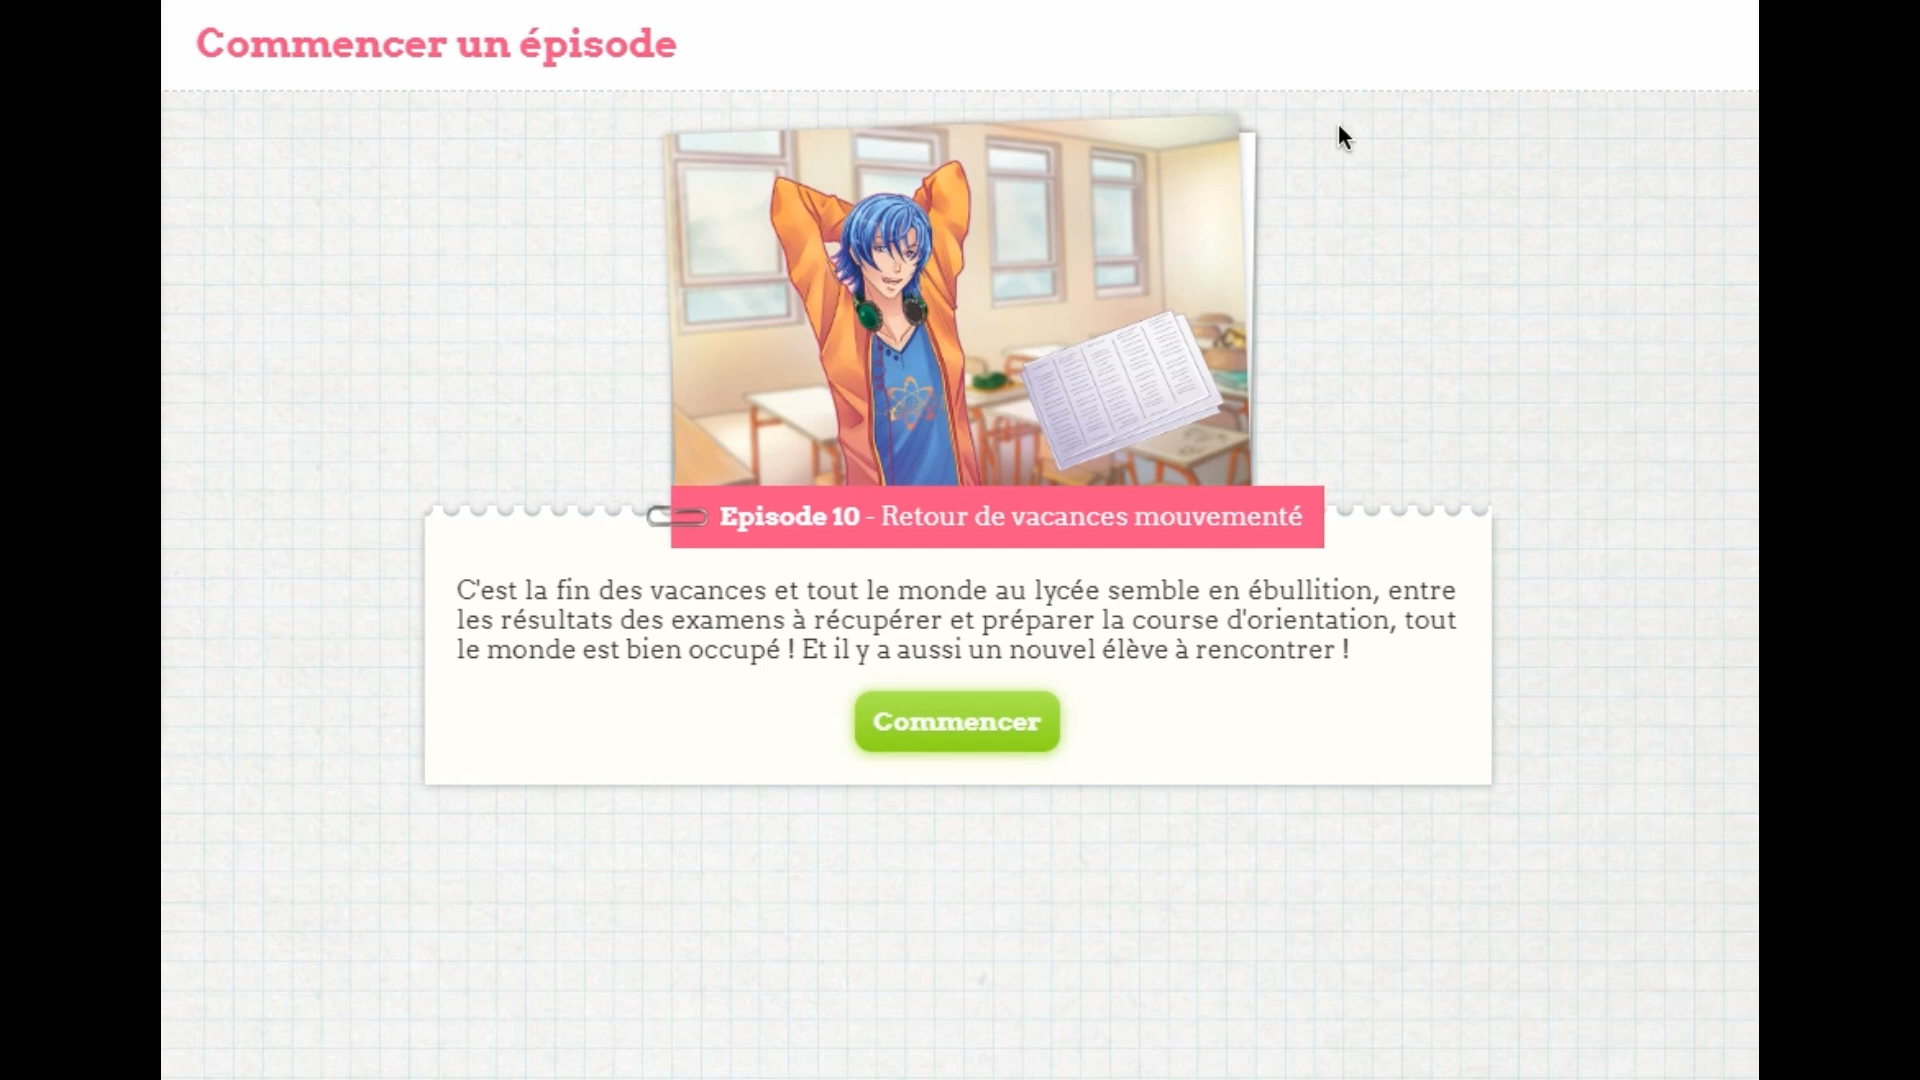 Commencer un épisode
Episode 10 - Retour de vacances mouvementé
C'est la fin des vacances et tout le monde au lycée semble en ébullition, entre
les résultats des examens à récupérer et préparer la course d'orientation, tout
le monde est bien occupé ! Et il y a aussi un nouvel élève à rencontrer !
Commencer